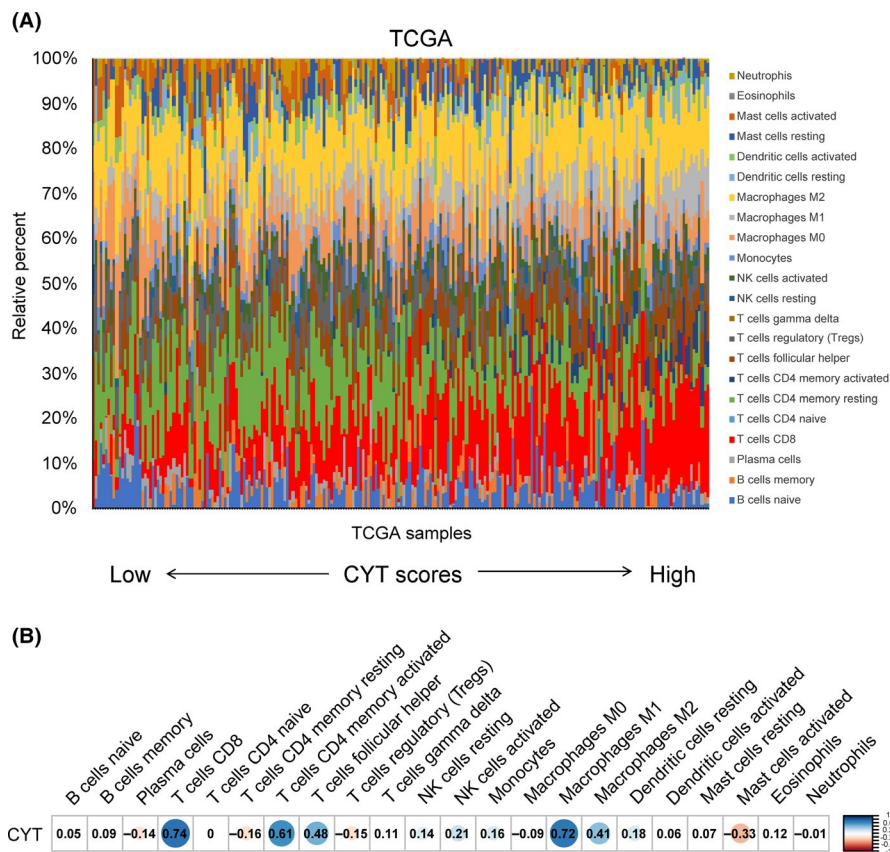 (A)
TCGA
100%
90%
80%
70%
60%
50%
40%
30%
20%
10%
0%
Relative percent
Neutrophis
Eosinophils
Mast cells activated
Mast cells resting
Dendritic cells activated
Dendritic cells resting
Macrophages M2
Macrophages M1
Macrophages M0
Monocytes
NK cells activated
NK cells resting
T cells gamma delta
T cells regulatory (Tregs)
T cells follicular helper
T cells CD4 memory activated
T cells CD4 memory resting
T cells CD4 naive
T cells CD8
Plasma cells
B cells memory
B cells naive
TCGA samples
Low CYT scores High
(B)
B cells naive
B cells memory
Plasma cells
T cells CD8
T cells CD4 naive
T cells CD4 memory resting
T cells CD4 memory activated
T cells follicular helper
T cells regulatory (Tregs)
T cells gamma delta
NK cells resting
NK cells activated
Monocytes
Macrophages M0
Macrophages M1
Macrophages M2
Dendritic cells resting
Dendritic cells activated
Mast cells resting
Mast cells activated
Eosinophils
Neutrophils
CYT 0.05 0.09 −0.14 0.74 0 −0.16 0.61 0.48 −0.15 0.11 0.14 0.21 0.16 −0.09 0.72 0.41 0.18 0.06 0.07 −0.33 0.12 −0.01